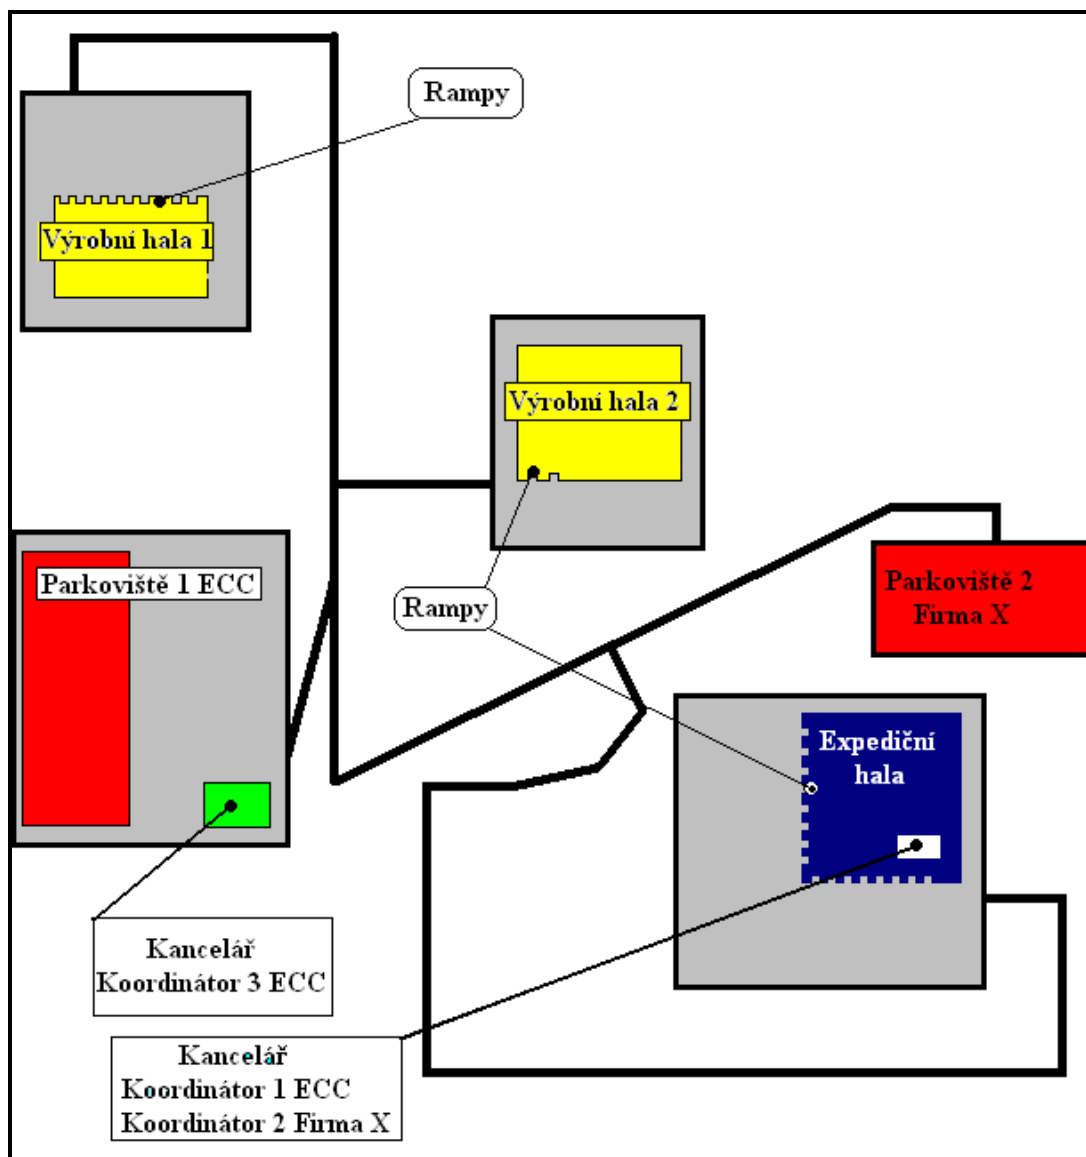 Rampy
Výrobní hala 1
Výrobní hala 2
Parkoviště 1 ECC
Rampy
Parkoviště 2
Firma X
Expediční
hala
Kancelář
Koordinátor 3 ECC
Kancelář
Koordinátor 1 ECC
Koordinátor 2 Firma X